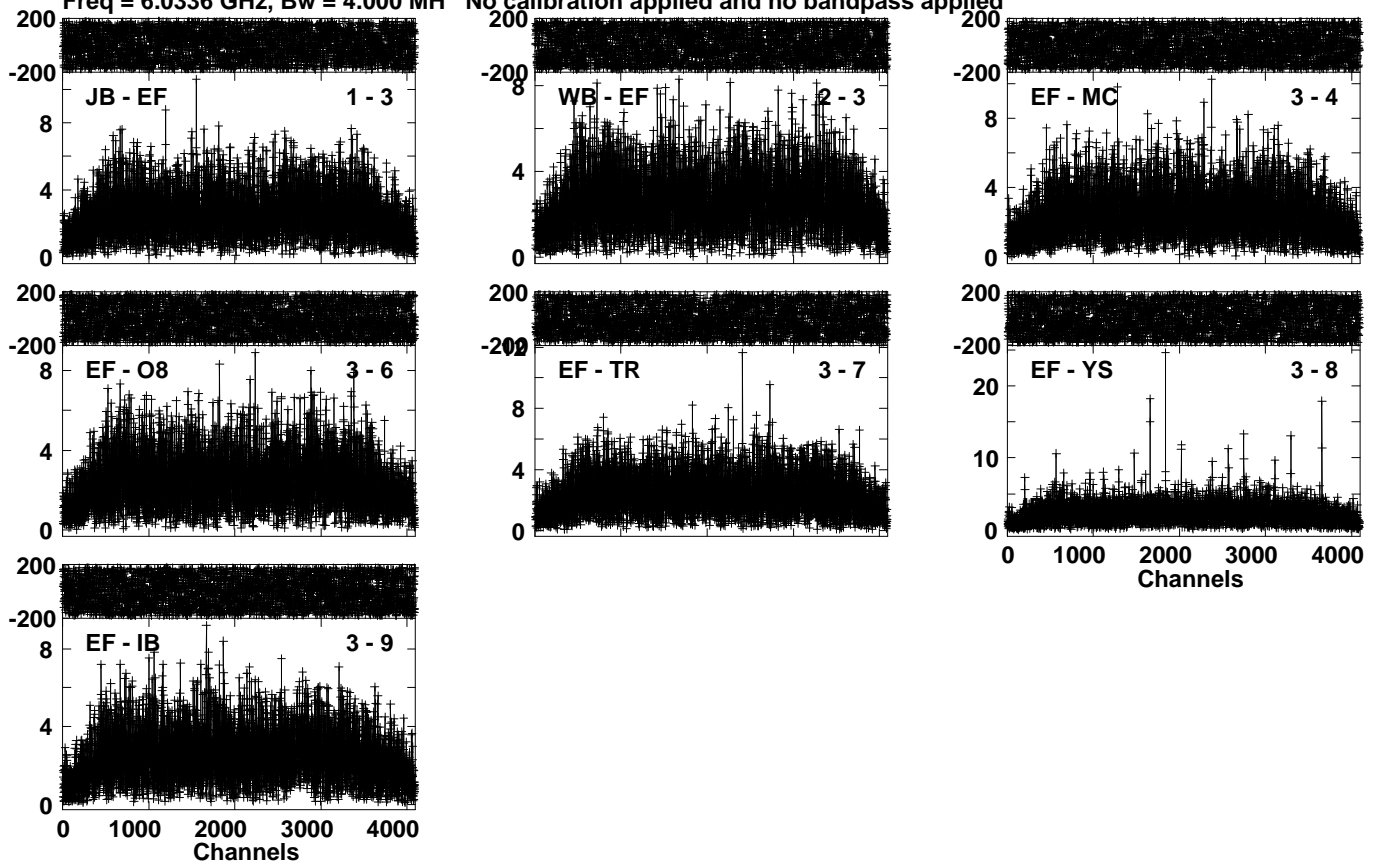 Freq = 6.0336 GHz, Bw = 4.000 MH No calibration applied and no bandpass applied
200
-200
JB - EF 1 - 3
8
4
0
-200
WB - EF 2 - 3
8
4
0
200
-200
EF - MC 3 - 4
8
4
0
200
-200
EF - O8 3 - 6
8
4
0
200
-200
12
EF - TR 3 - 7
8
4
0
200
-200
EF - YS 3 - 8
20
10
0
0 1000 2000 3000 4000
Channels
200
-200
EF - IB 3 - 9
8
4
0
0 1000 2000 3000 4000
Channels